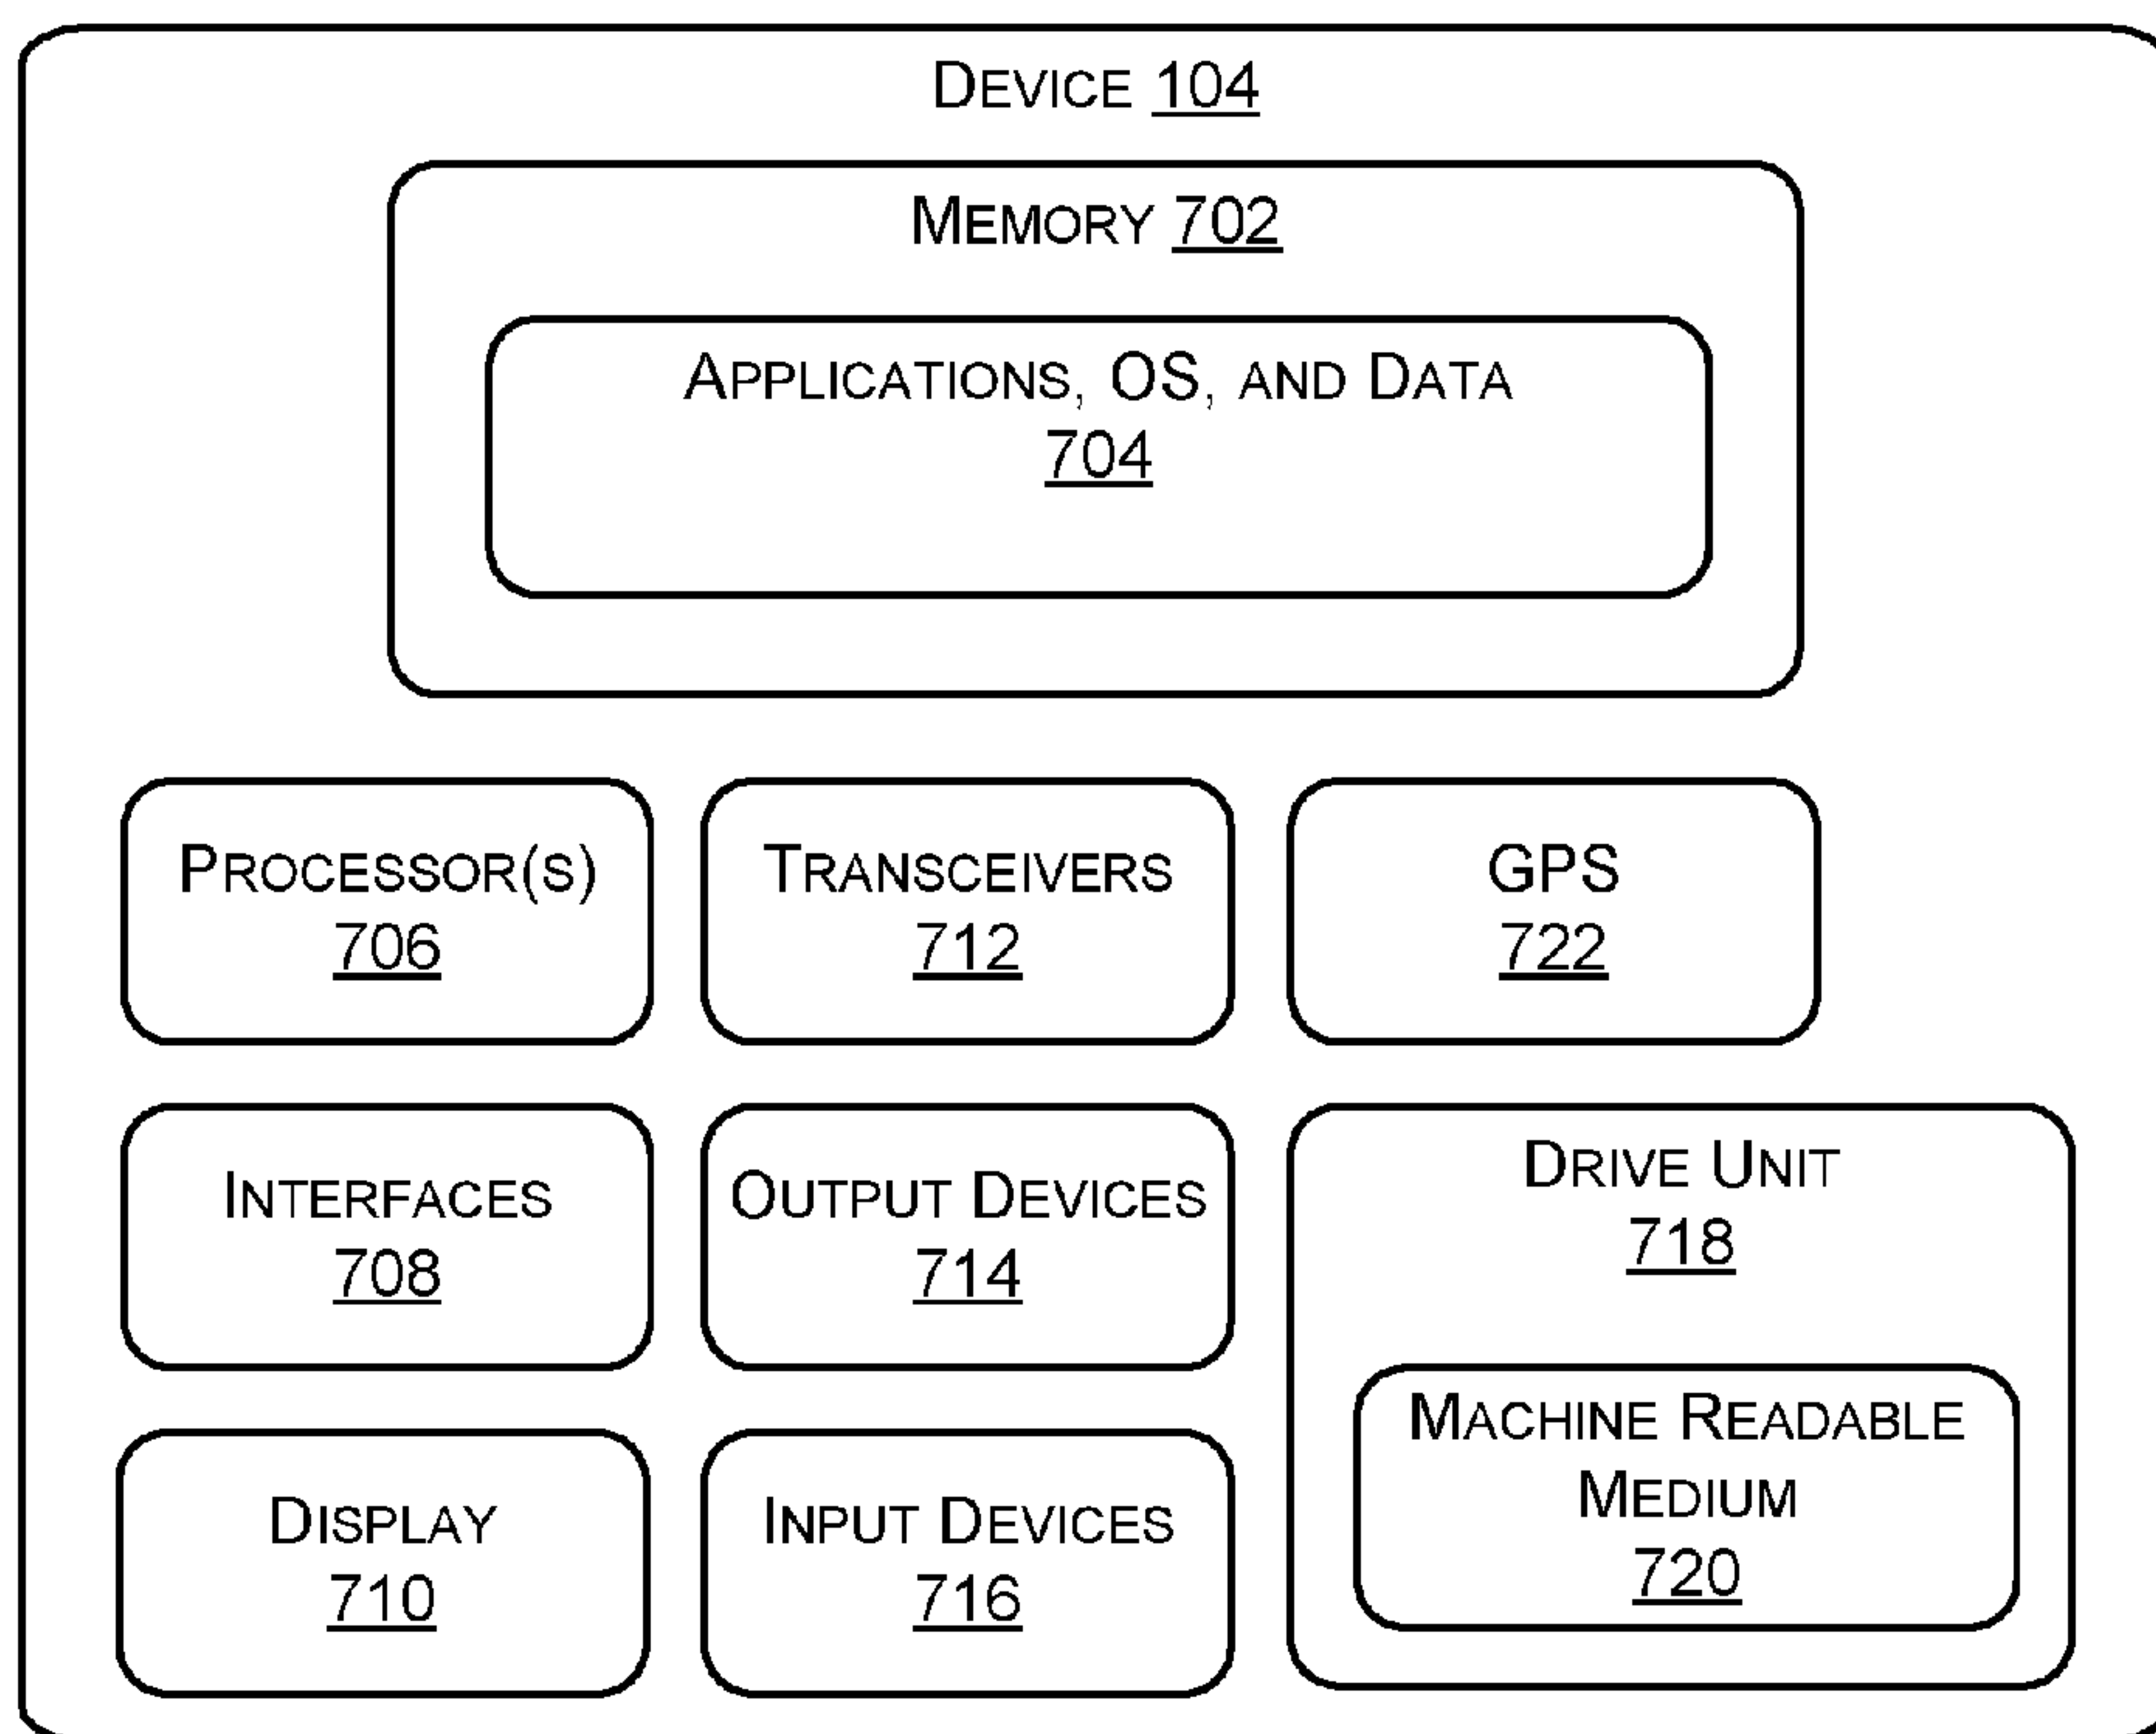 DEVICE 104
MEMORY 702
APPLICATIONS, OS, AND DATA
704
PROCESSOR(S)
706
TRANSCEIVERS
712
GPS
722
INTERFACES
708
OUTPUT DEVICES
714
DRIVE UNIT
718
MACHINE READABLE
MEDIUM
720
DISPLAY
710
INPUT DEVICES
716